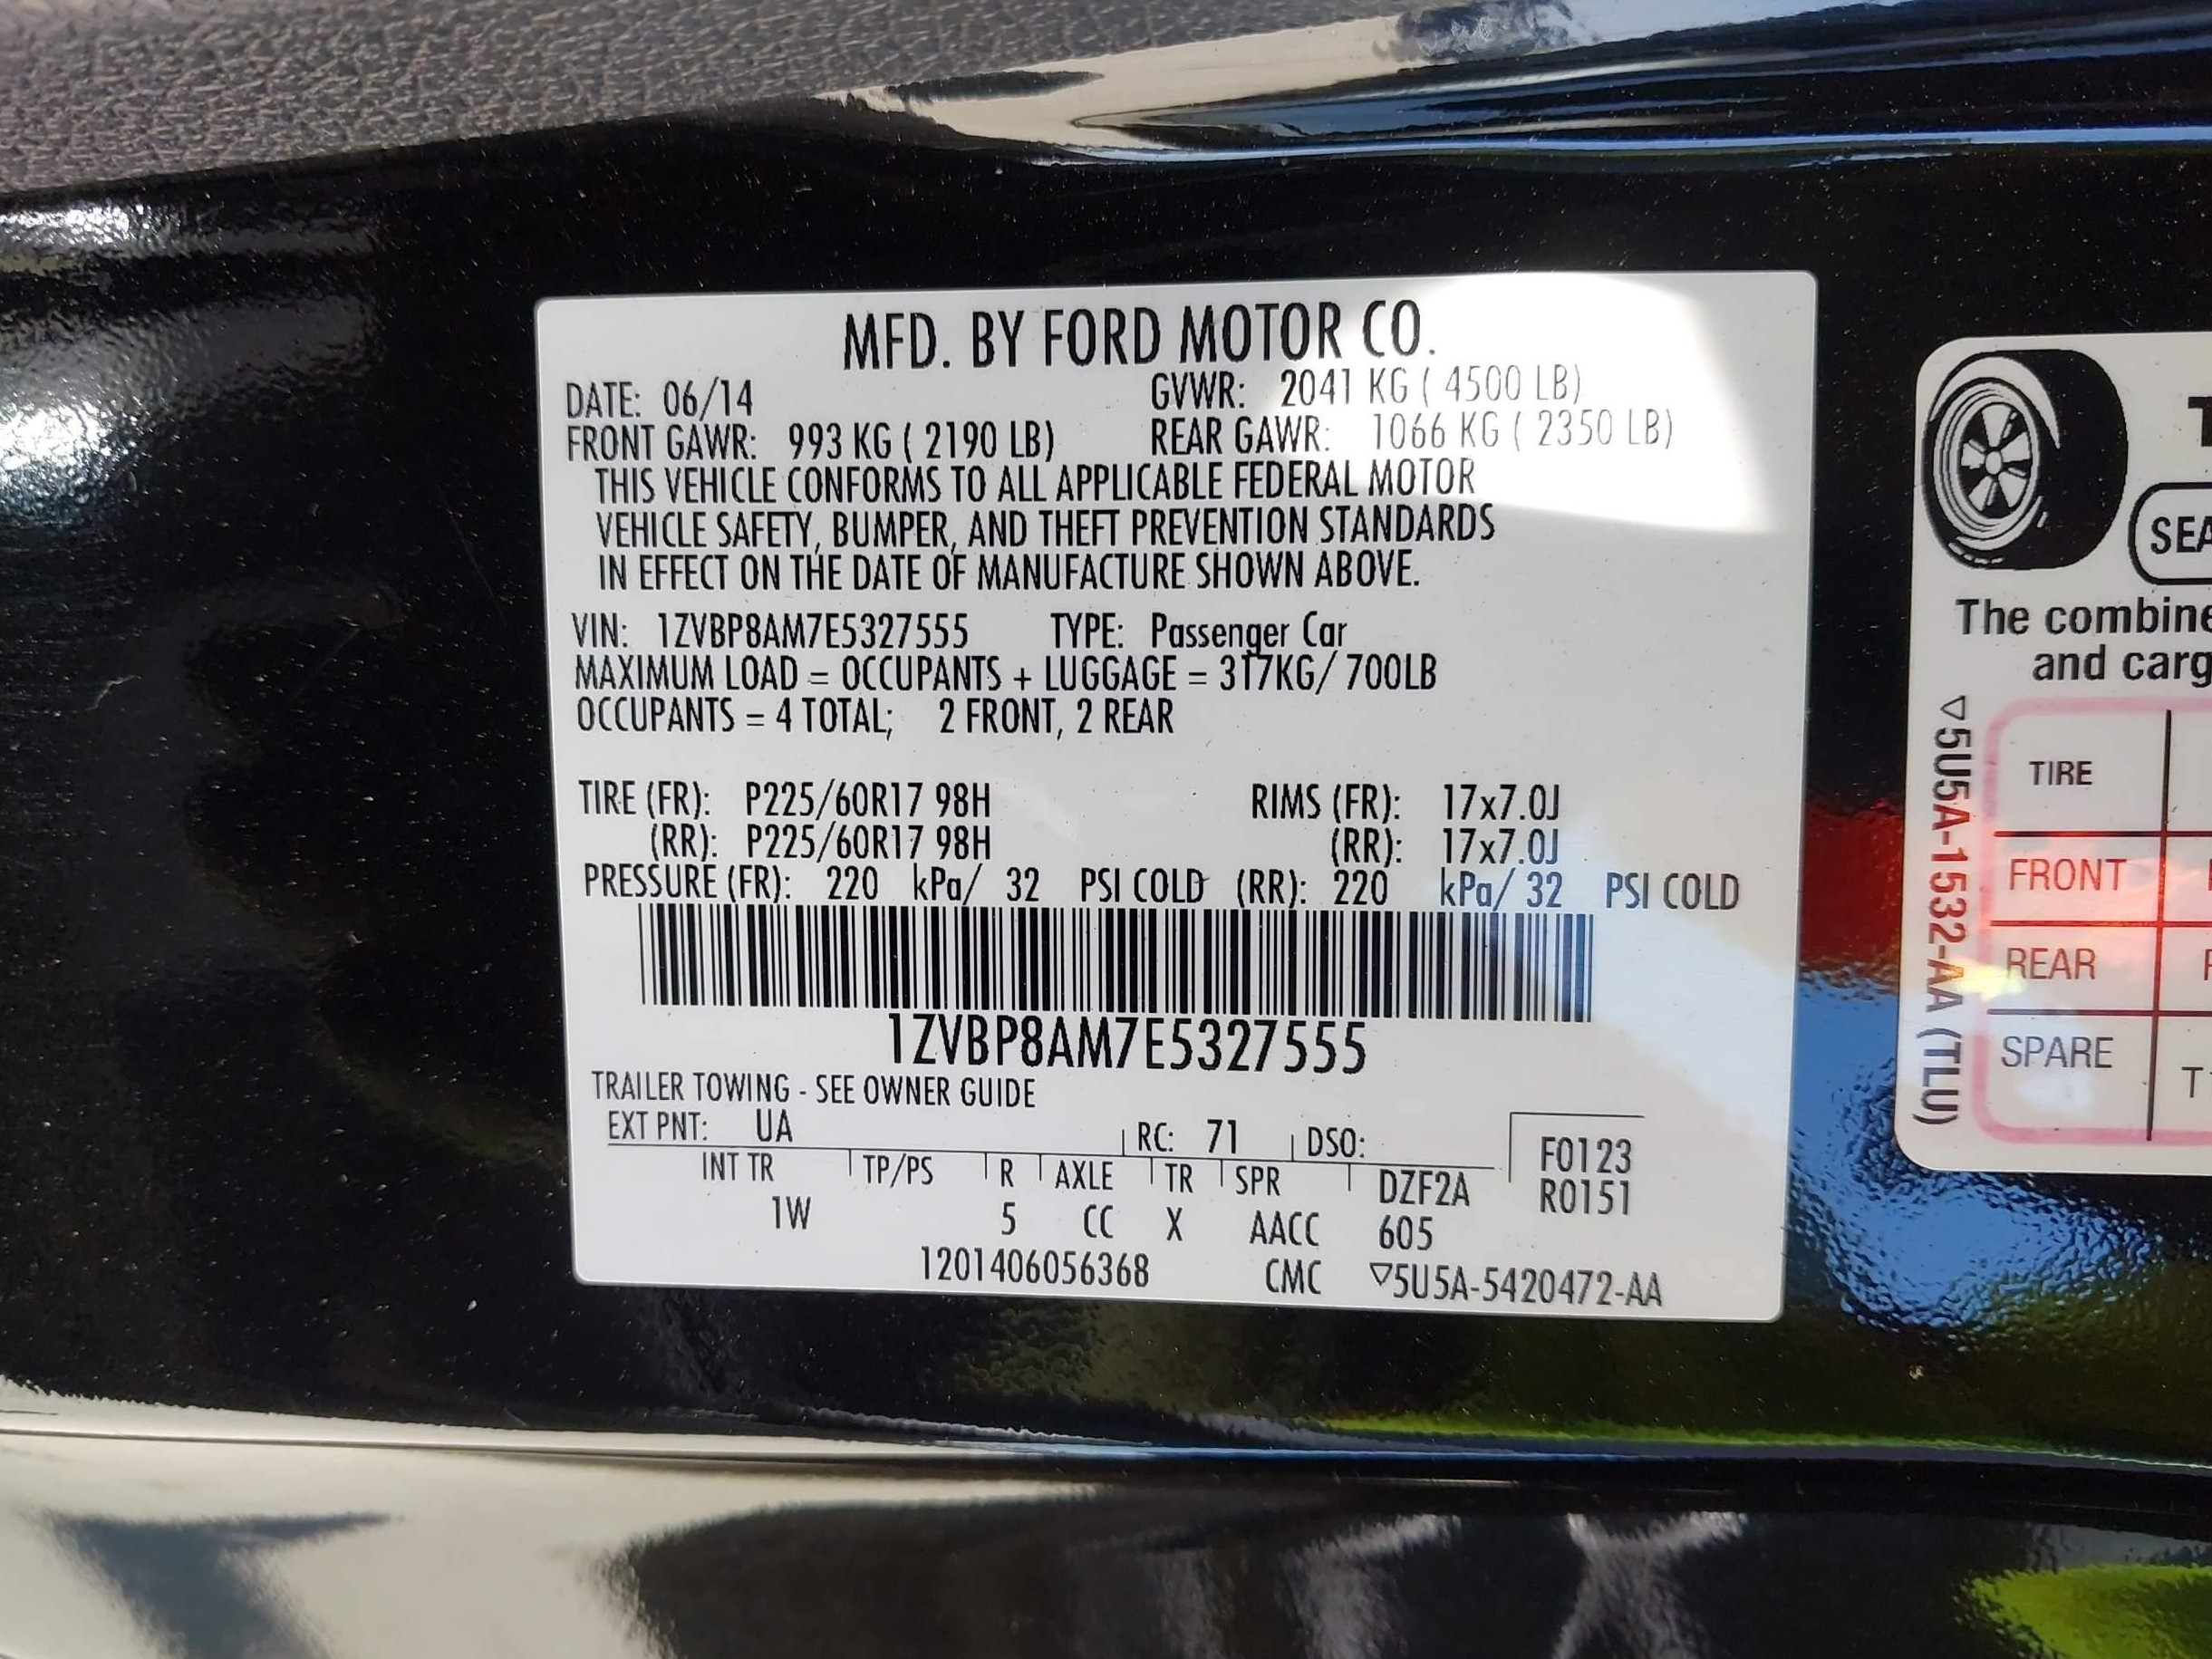 MFD. BY FORD MOTOR CO.
DATE: 06/14 GVWR: 2041 KG ( 4500 LB)
FRONT GAWR: 993 KG ( 2190 LB) REAR GAWR: 1066 KG ( 2350 LB)
THIS VEHICLE CONFORMS TO ALL APPLICABLE FEDERAL MOTOR
VEHICLE SAFETY, BUMPER, AND THEFT PREVENTION STANDARDS
IN EFFECT ON THE DATE OF MANUFACTURE SHOWN ABOVE.
VIN: 1ZVBP8AM7E5327555 TYPE: Passenger Car
MAXIMUM LOAD = OCCUPANTS + LUGGAGE = 317KG/ 700LB
OCCUPANTS = 4 TOTAL; 2 FRONT, 2 REAR
TIRE (FR): P225/60R17 98H RIMS (FR): 17x7.0J
(RR): P225/60R17 98H (RR): 17x7.0J
PRESSURE (FR): 220 kPa/ 32 PSI COLD (RR): 220 kPa/ 32 PSI COLD
1ZVBP8AM7E5327555
TRAILER TOWING - SEE OWNER GUIDE
EXT PNT: UA RC: 71 DSO: F0123
INT TR TP/PS R AXLE TR SPR DZF2A R0151
1W 5 CC X AACC 605
1201406056368 CMC ▽5U5A-5420472-AA
SEA
The combine
and carg
TIRE
FRONT
REAR
SPARE
▽5U5A-1532-AA (TLU)